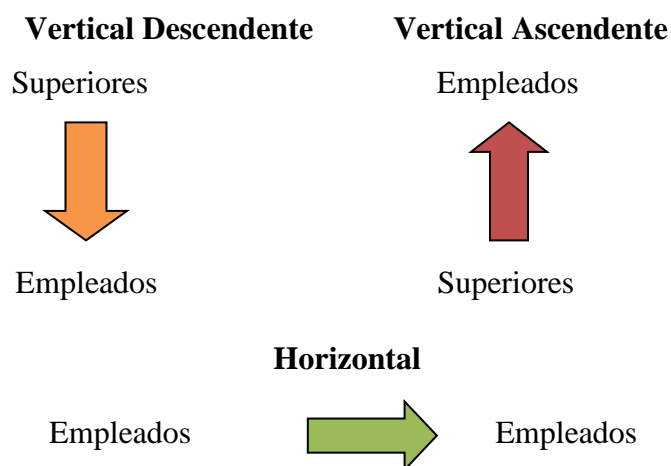 Vertical Descendente
Vertical Ascendente
Superiores
Empleados
Empleados
Superiores
Horizontal
Empleados
Empleados